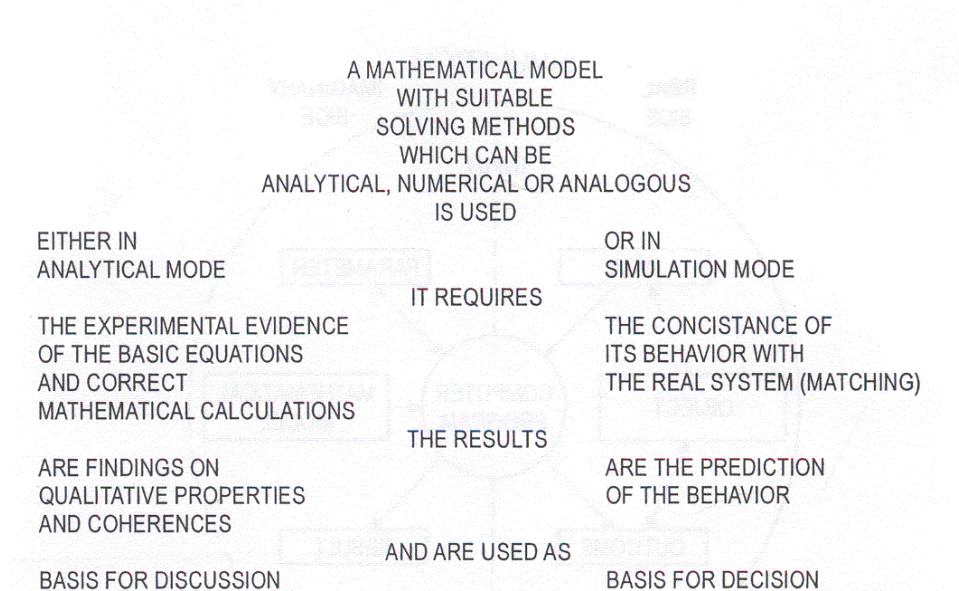 A MATHEMATICAL MODEL
WITH SUITABLE
SOLVING METHODS
WHICH CAN BE
ANALYTICAL, NUMERICAL OR ANALOGOUS
IS USED
EITHER IN
ANALYTICAL MODE
OR IN
SIMULATION MODE
IT REQUIRES
THE EXPERIMENTAL EVIDENCE
OF THE BASIC EQUATIONS
AND CORRECT
MATHEMATICAL CALCULATIONS
THE CONCISTANCE OF
ITS BEHAVIOR WITH
THE REAL SYSTEM (MATCHING)
THE RESULTS
ARE FINDINGS ON
QUALITATIVE PROPERTIES
AND COHERENCES
ARE THE PREDICTION
OF THE BEHAVIOR
AND ARE USED AS
BASIS FOR DISCUSSION
BASIS FOR DECISION